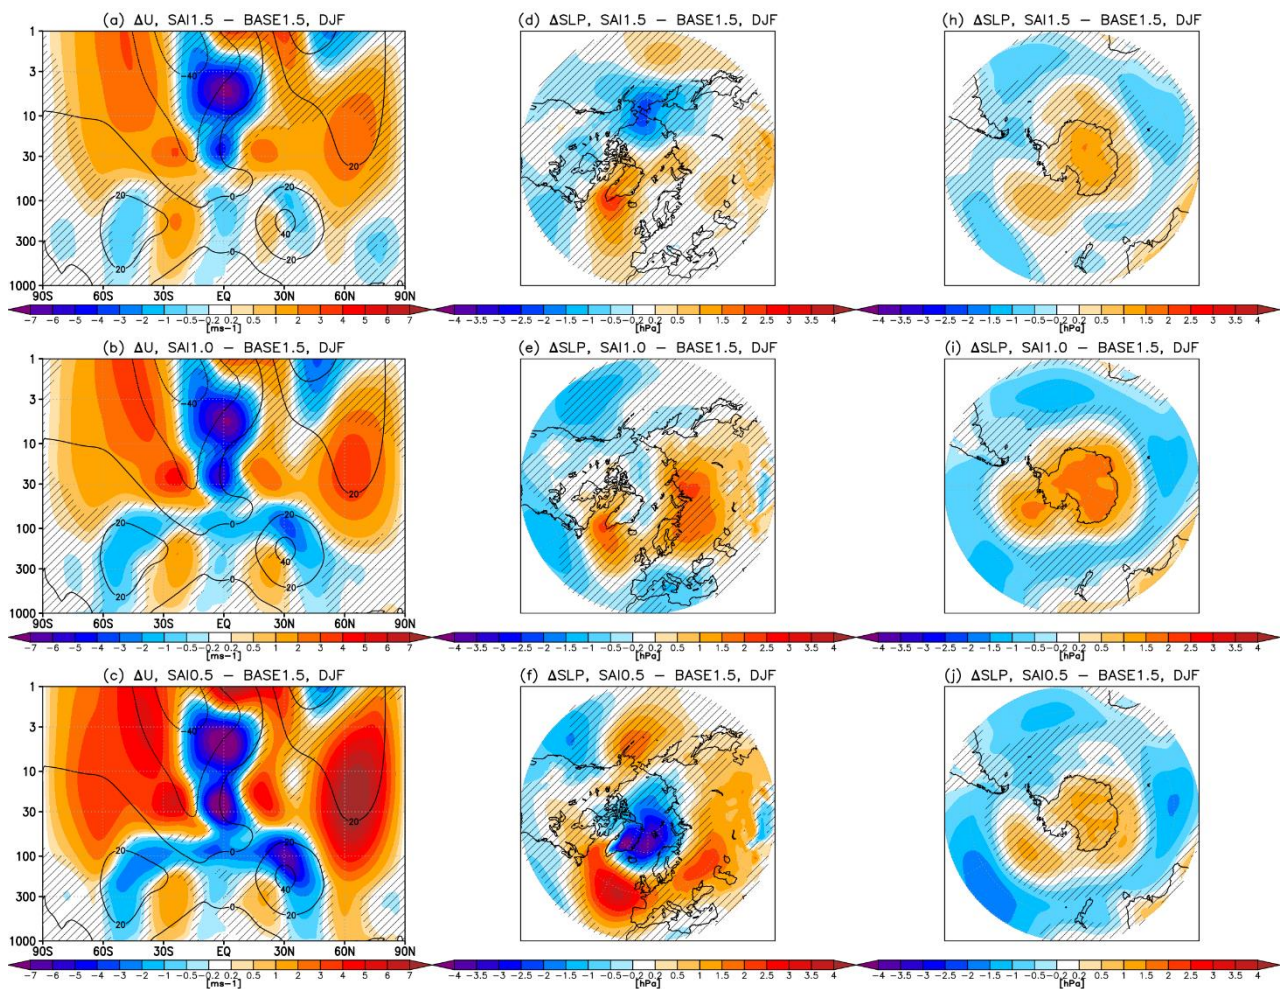 (a) ΔU, SAI1.5 − BASE1.5, DJF
(d) ΔSLP, SAI1.5 − BASE1.5, DJF
(h) ΔSLP, SAI1.5 − BASE1.5, DJF
1
3
10
30
100
300
1000
−40
20
20
0
20
40
0
20
90S 60S 30S EQ 30N 60N 90N
−7 −6 −5 −4 −3 −2 −1 −0.5 −0.2 0.2 0.5 1 2 3 4 5 6 7
[ms−1]
−4 −3.5 −3 −2.5 −2 −1.5 −1 −0.5 −0.2 0.2 0.5 1 1.5 2 2.5 3 3.5 4
[hPa]
−4 −3.5 −3 −2.5 −2 −1.5 −1 −0.5 −0.2 0.2 0.5 1 1.5 2 2.5 3 3.5 4
[hPa]
(b) ΔU, SAI1.0 − BASE1.5, DJF
(e) ΔSLP, SAI1.0 − BASE1.5, DJF
(i) ΔSLP, SAI1.0 − BASE1.5, DJF
1
3
10
30
100
300
1000
−40
20
20
0
20
40
0
20
90S 60S 30S EQ 30N 60N 90N
−7 −6 −5 −4 −3 −2 −1 −0.5 −0.2 0.2 0.5 1 2 3 4 5 6 7
[ms−1]
−4 −3.5 −3 −2.5 −2 −1.5 −1 −0.5 −0.2 0.2 0.5 1 1.5 2 2.5 3 3.5 4
[hPa]
−4 −3.5 −3 −2.5 −2 −1.5 −1 −0.5 −0.2 0.2 0.5 1 1.5 2 2.5 3 3.5 4
[hPa]
(c) ΔU, SAI0.5 − BASE1.5, DJF
(f) ΔSLP, SAI0.5 − BASE1.5, DJF
(j) ΔSLP, SAI0.5 − BASE1.5, DJF
1
3
10
30
100
300
1000
−40
20
0
20
20
40
0
20
90S 60S 30S EQ 30N 60N 90N
−7 −6 −5 −4 −3 −2 −1 −0.5 −0.2 0.2 0.5 1 2 3 4 5 6 7
[ms−1]
−4 −3.5 −3 −2.5 −2 −1.5 −1 −0.5 −0.2 0.2 0.5 1 1.5 2 2.5 3 3.5 4
[hPa]
−4 −3.5 −3 −2.5 −2 −1.5 −1 −0.5 −0.2 0.2 0.5 1 1.5 2 2.5 3 3.5 4
[hPa]